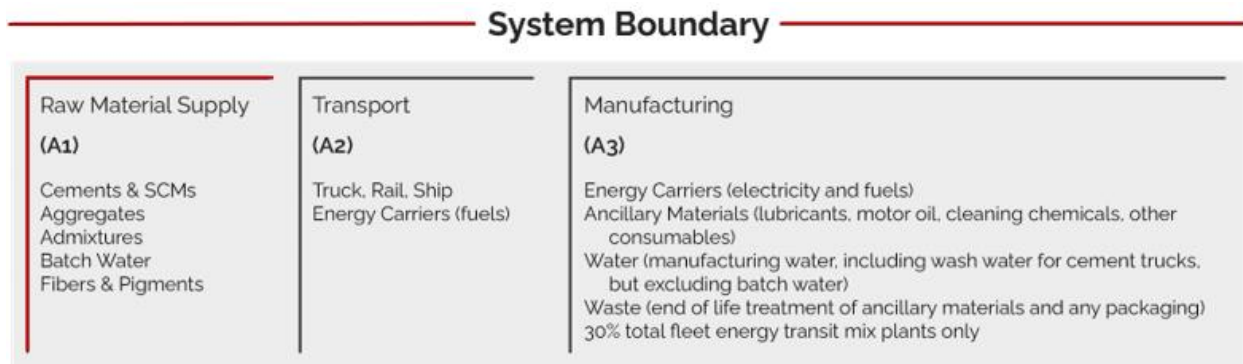 System Boundary
Raw Material Supply
(A1)
Cements & SCMs
Aggregates
Admixtures
Batch Water
Fibers & Pigments
Transport
(A2)
Truck, Rail, Ship
Energy Carriers (fuels)
Manufacturing
(A3)
Energy Carriers (electricity and fuels)
Ancillary Materials (lubricants, motor oil, cleaning chemicals, other
consumables)
Water (manufacturing water, including wash water for cement trucks,
but excluding batch water)
Waste (end of life treatment of ancillary materials and any packaging)
30% total fleet energy transit mix plants only